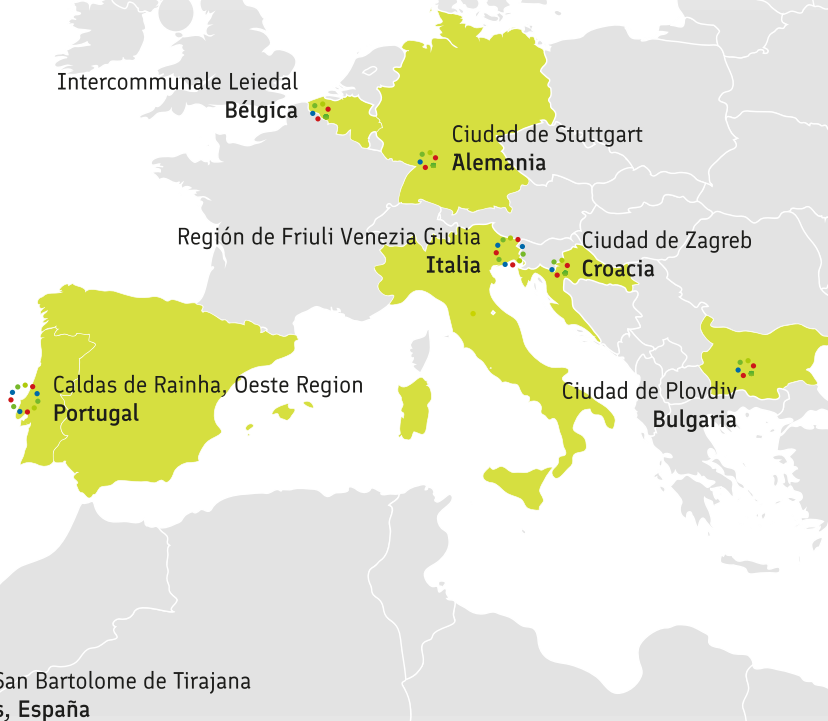 Intercommunale Leiedal
Bélgica
Ciudad de Stuttgart
Alemania
Región de Friuli Venezia Giulia
Italia
Ciudad de Zagreb
Croacia
Caldas de Rainha, Oeste Region
Portugal
Ciudad de Plovdiv
Bulgaria
San Bartolome de Tirajana
s, España